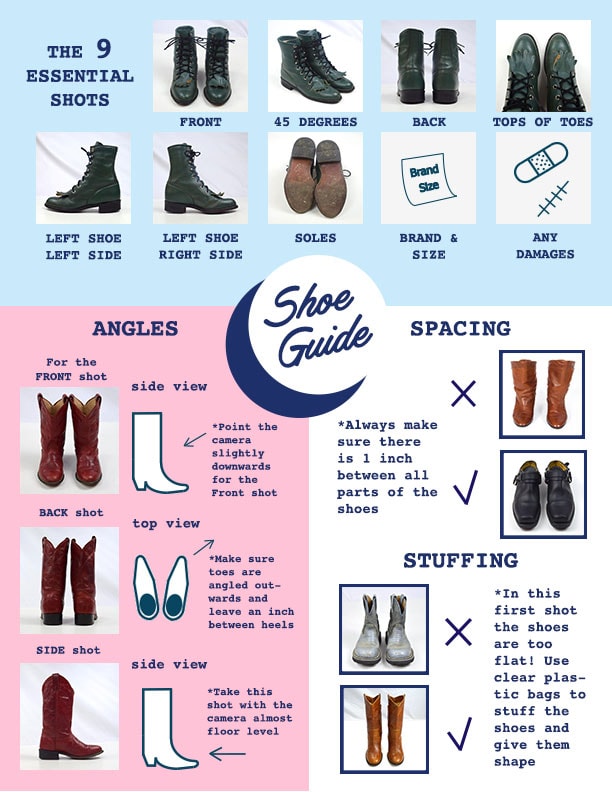 THE 9
ESSENTIAL
SHOTS
FRONT
45 DEGREES
BACK
TOPS OF TOES
LEFT SHOE
LEFT SIDE
LEFT SHOE
RIGHT SIDE
SOLES
Brand
Size
BRAND &
SIZE
ANY
DAMAGES
Shoe
Guide
ANGLES
For the
FRONT shot
side view
*Point the
camera
slightly
downwards
for the
Front shot
BACK shot
top view
*Make sure
toes are
angled out-
wards and
leave an inch
between heels
SIDE shot
side view
*Take this
shot with the
camera almost
floor level
SPACING
*Always make
sure there
is 1 inch
between all
parts of the
shoes
STUFFING
*In this
first shot
the shoes
are too
flat! Use
clear plas-
tic bags to
stuff the
shoes and
give them
shape